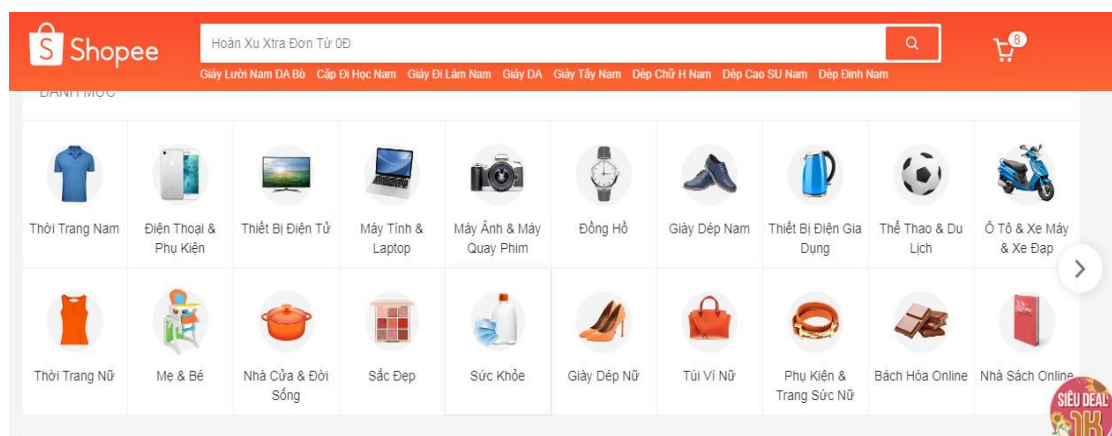 Shopee
Hoàn Xu Xtra Đơn Từ 0Đ
8
Giày Lười Nam DA Bò Cặp Đi Học Nam Giày Đi Làm Nam Giày DA Giày Tây Nam Dép Chữ H Nam Dép Cao SU Nam Dép Đinh Nam
DANH MỤC
Thời Trang Nam
Điện Thoại &
Phụ Kiện
Thiết Bị Điện Tử
Máy Tính &
Laptop
Máy Ảnh & Máy
Quay Phim
Đồng Hồ
Giày Dép Nam
Thiết Bị Điện Gia
Dụng
Thể Thao & Du
Lịch
Ô Tô & Xe Máy
& Xe Đạp
Thời Trang Nữ
Mẹ & Bé
Nhà Cửa & Đời
Sống
Sắc Đẹp
Sức Khỏe
Giày Dép Nữ
Túi Ví Nữ
Phụ Kiện &
Trang Sức Nữ
Bách Hóa Online
Nhà Sách Online
SIÊU DEAL
1K